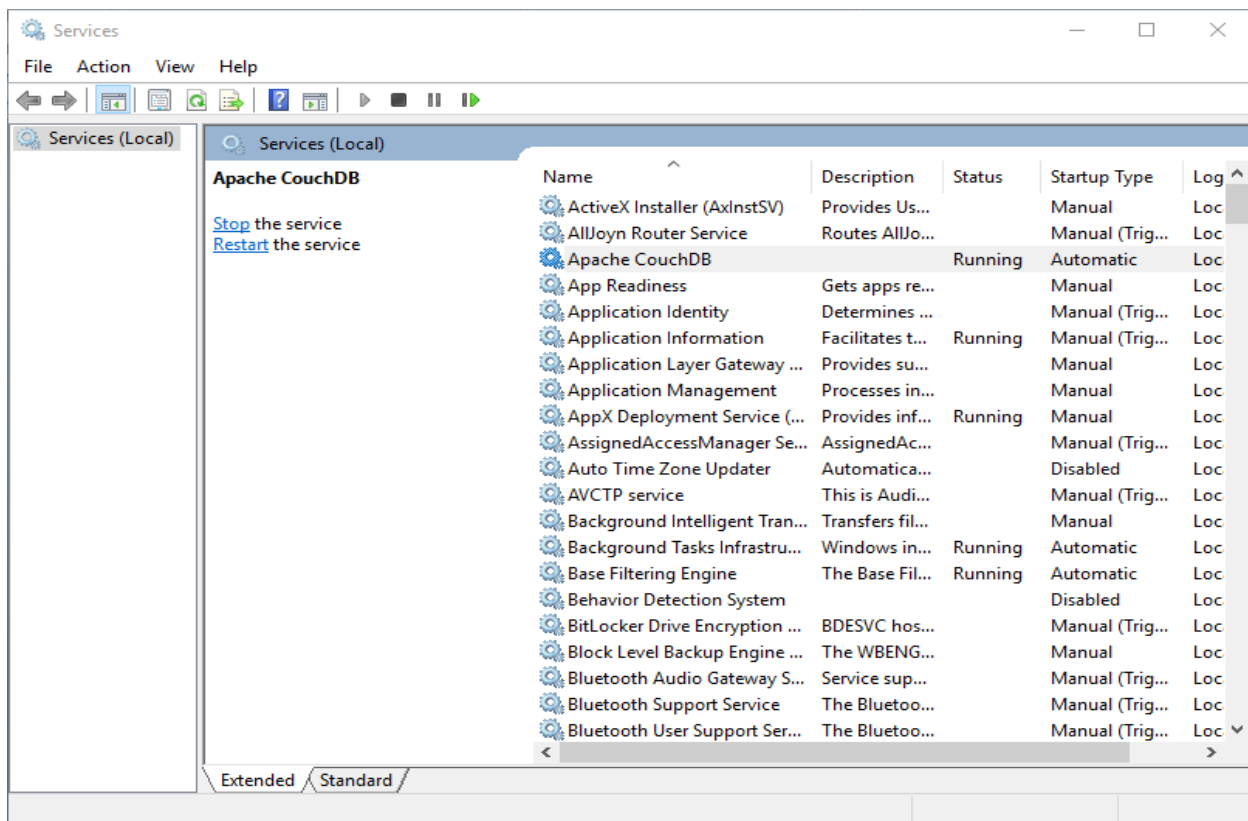 Services
File Action View Help
Services (Local)
Services (Local)
Apache CouchDB
Stop the service
Restart the service
Name Description Status Startup Type Log
ActiveX Installer (AxInstSV) Provides Us... Manual Loc
AllJoyn Router Service Routes AllJo... Manual (Trig... Loc
Apache CouchDB Running Automatic Loc
App Readiness Gets apps re... Manual Loc
Application Identity Determines ... Manual (Trig... Loc
Application Information Facilitates t... Running Manual (Trig... Loc
Application Layer Gateway ... Provides su... Manual Loc
Application Management Processes in... Manual Loc
AppX Deployment Service (... Provides inf... Running Manual Loc
AssignedAccessManager Se... AssignedAc... Manual (Trig... Loc
Auto Time Zone Updater Automatica... Disabled Loc
AVCTP service This is Audi... Manual (Trig... Loc
Background Intelligent Tran... Transfers fil... Manual Loc
Background Tasks Infrastru... Windows in... Running Automatic Loc
Base Filtering Engine The Base Fil... Running Automatic Loc
Behavior Detection System Disabled Loc
BitLocker Drive Encryption ... BDESVC hos... Manual (Trig... Loc
Block Level Backup Engine ... The WBENG... Manual Loc
Bluetooth Audio Gateway S... Service sup... Manual (Trig... Loc
Bluetooth Support Service The Bluetoo... Manual (Trig... Loc
Bluetooth User Support Ser... The Bluetoo... Manual (Trig... Loc
Extended Standard